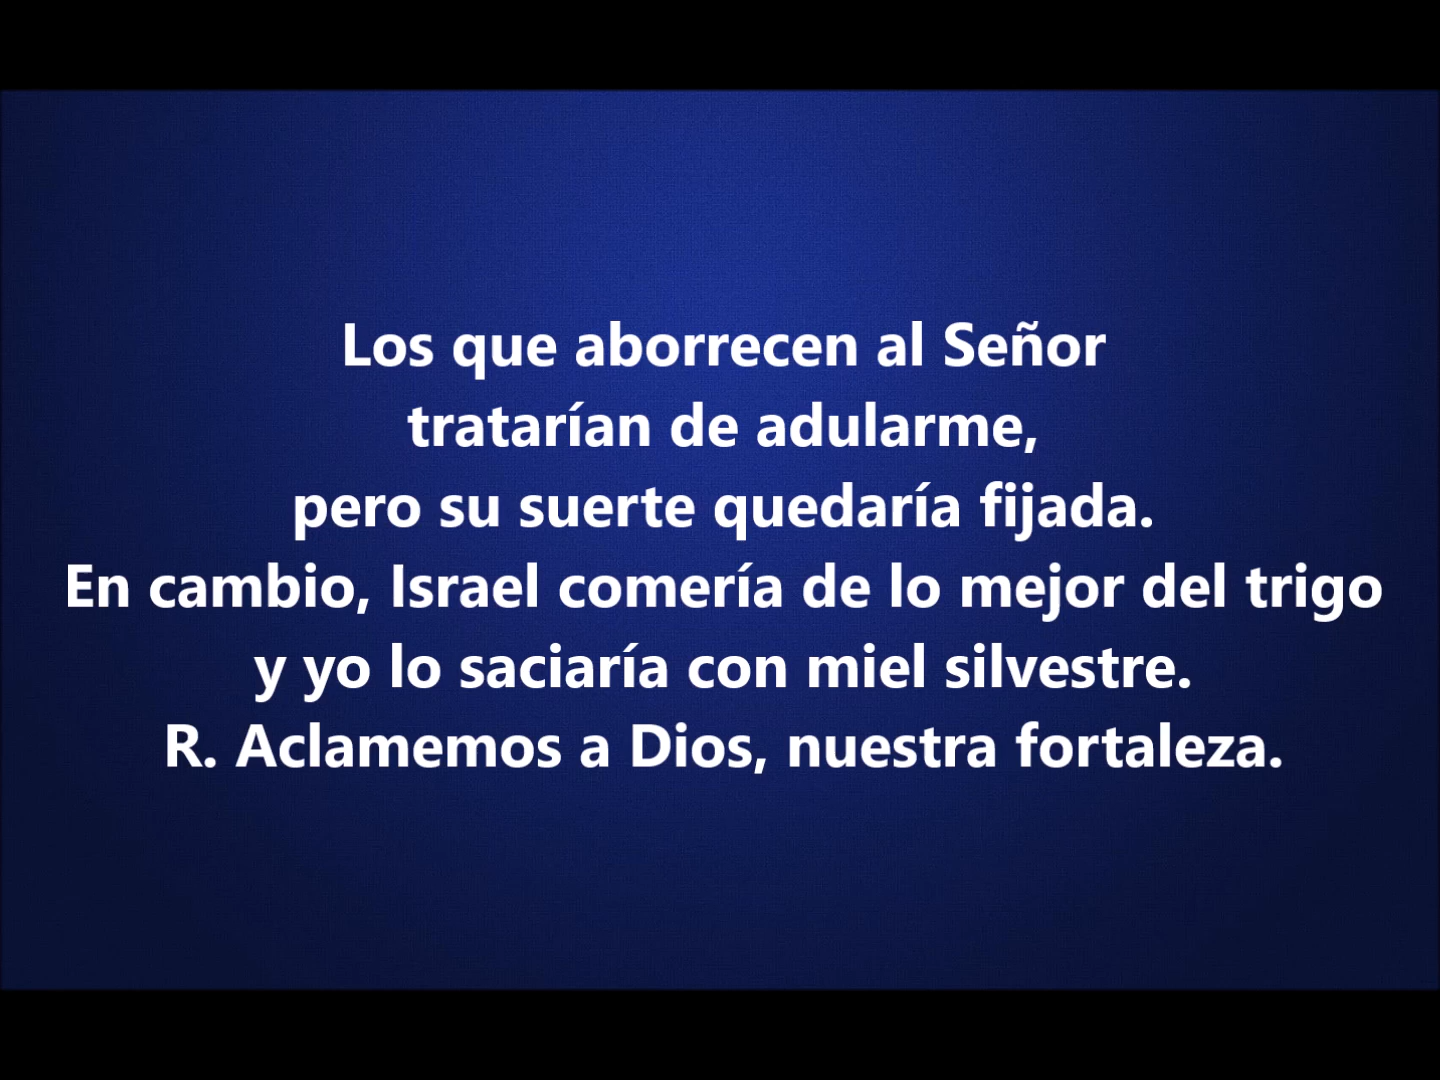 Los que aborrecen al Señor
tratarían de adularme,
pero su suerte quedaría fijada.
En cambio, Israel comería de lo mejor del trigo
y yo lo saciaría con miel silvestre.
R. Aclamemos a Dios, nuestra fortaleza.